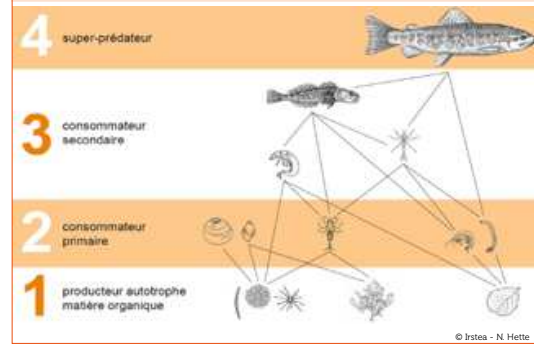 4 super-prédateur
3 consommateur
secondaire
2 consommateur
primaire
1 producteur autotrophe
matière organique
© Irstea - N. Hette